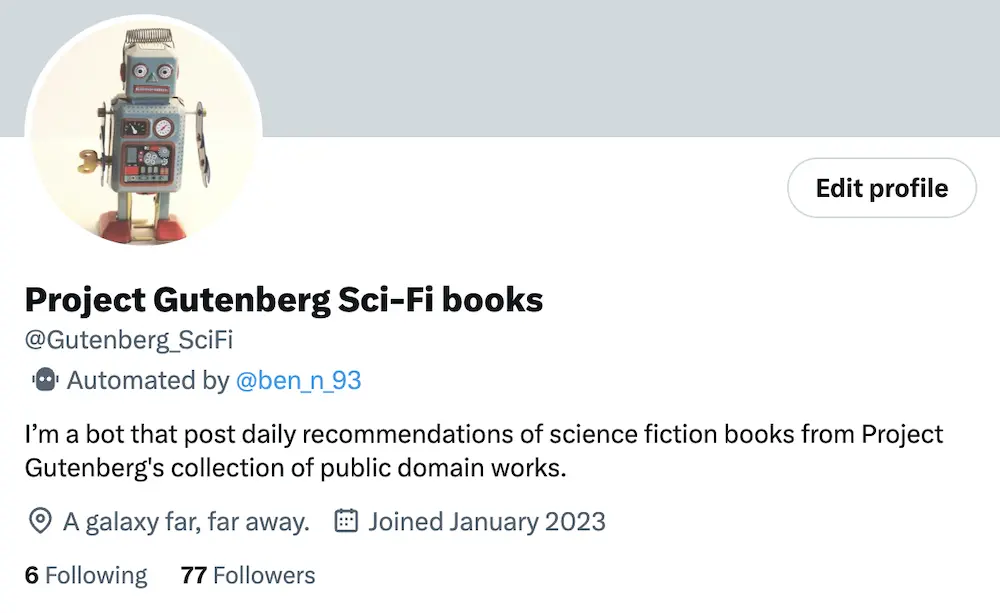 Edit profile
Project Gutenberg Sci-Fi books
@Gutenberg_SciFi
Automated by @ben_n_93
I’m a bot that post daily recommendations of science fiction books from Project
Gutenberg's collection of public domain works.
A galaxy far, far away. Joined January 2023
6 Following 77 Followers